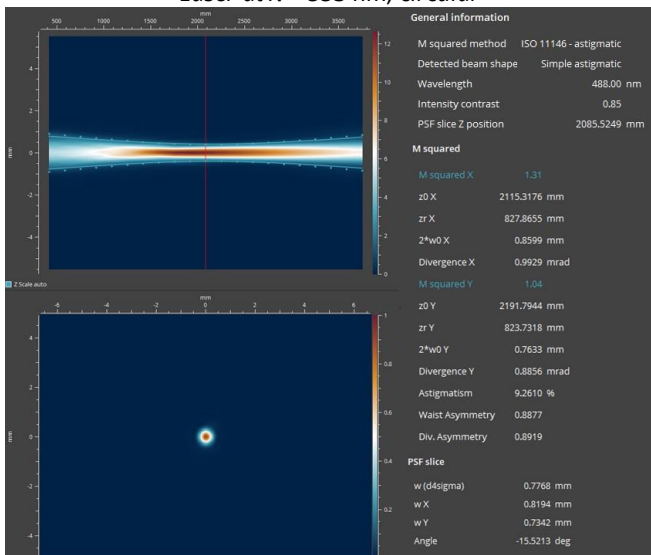 mm
500 1000 1500 2000 2500 3000 3500
4
2
0
-2
-4
mm
12
10
8
6
4
2
0
Z Scale auto
mm
-6 -4 -2 0 2 4 6
4
2
0
-2
-4
mm
1
0.8
0.6
0.4
0.2
General information
M squared method ISO 11146 - astigmatic
Detected beam shape Simple astigmatic
Wavelength 488.00 nm
Intensity contrast 0.85
PSF slice Z position 2085.5249 mm
M squared
M squared X 1.31
z0 X 2115.3176 mm
zr X 827.8655 mm
2*w0 X 0.8599 mm
Divergence X 0.9929 mrad
M squared Y 1.04
z0 Y 2191.7944 mm
zr Y 823.7318 mm
2*w0 Y 0.7633 mm
Divergence Y 0.8856 mrad
Astigmatism 9.2610 %
Waist Asymmetry 0.8877
Div. Asymmetry 0.8919
PSF slice
w (d4sigma) 0.7768 mm
w X 0.8194 mm
w Y 0.7342 mm
Angle -15.5213 deg